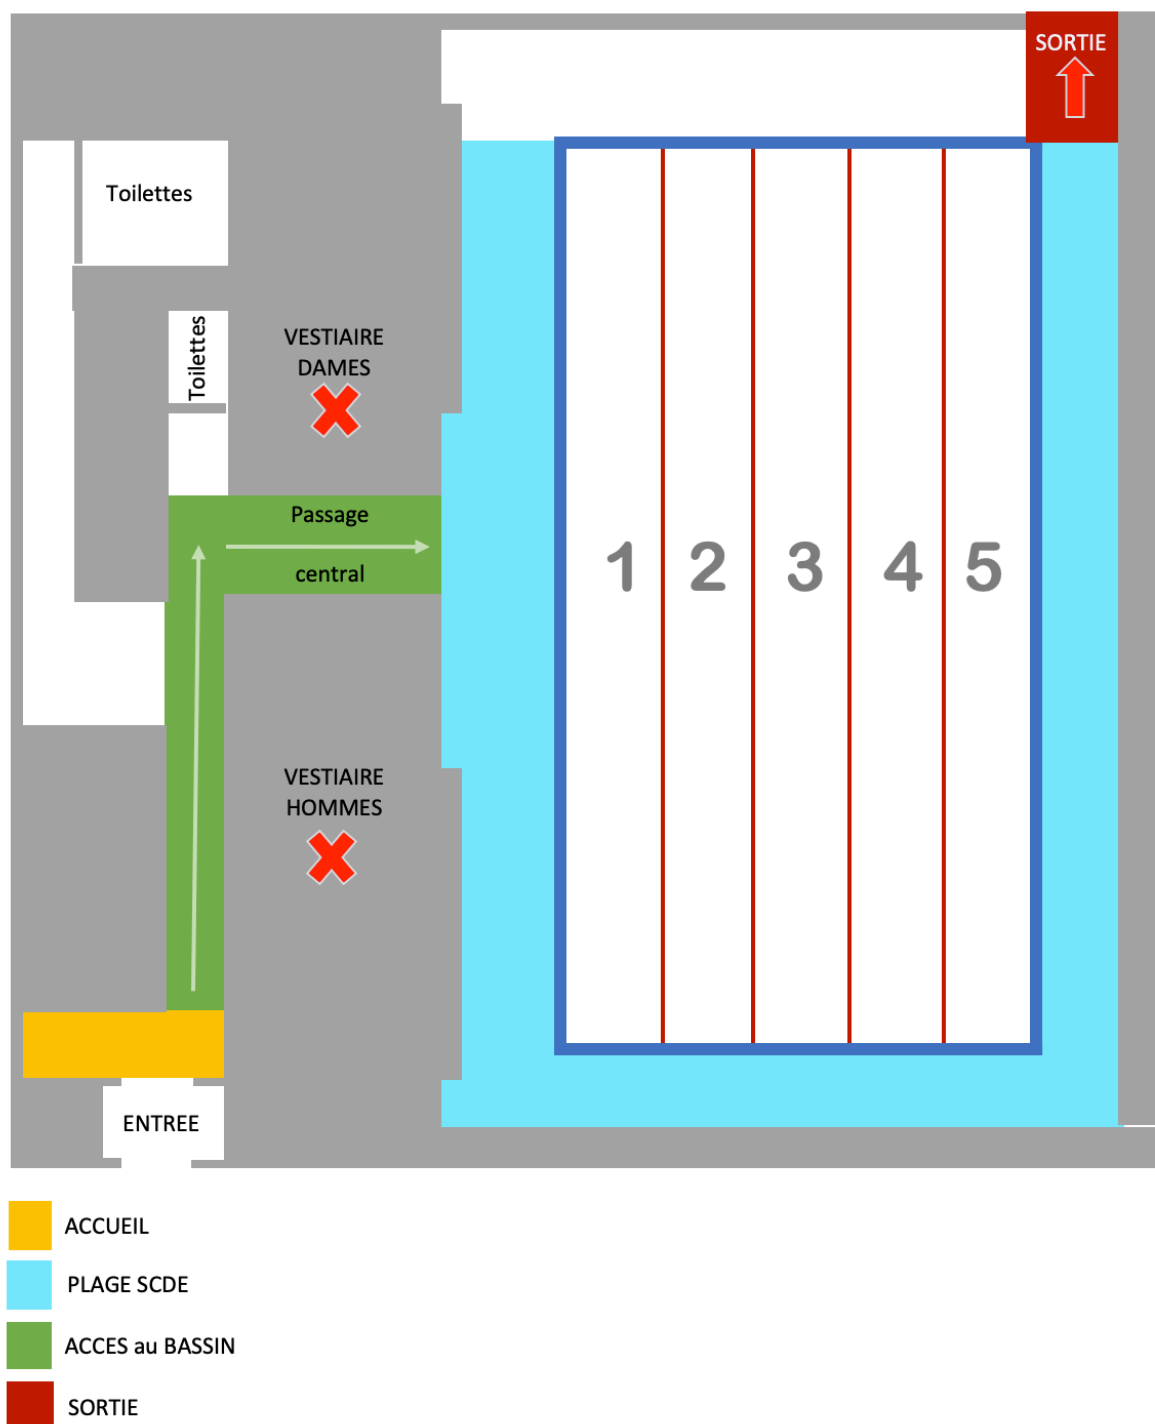 SORTIE
Toilettes
Toilettes
VESTIAIRE
DAMES
Passage
central
1 2 3 4 5
VESTIAIRE
HOMMES
ENTREE
ACCUEIL
PLAGE SCDE
ACCES au BASSIN
SORTIE